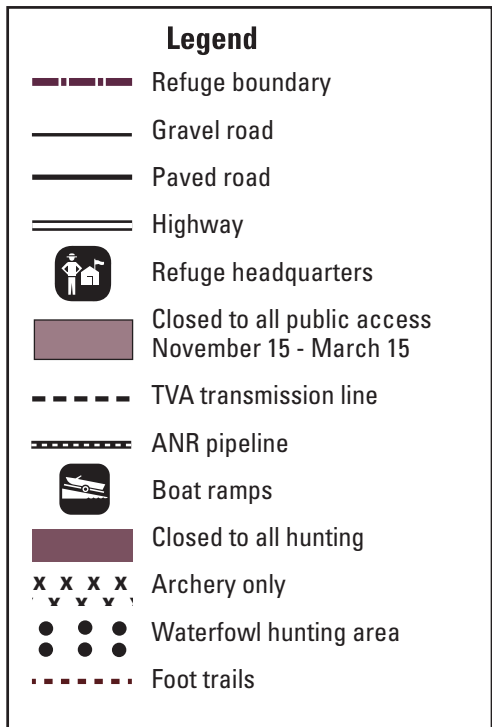 Legend
Refuge boundary
Gravel road
Paved road
Highway
Refuge headquarters
Closed to all public access
November 15 - March 15
TVA transmission line
ANR pipeline
Boat ramps
Closed to all hunting
Archery only
Waterfowl hunting area
Foot trails